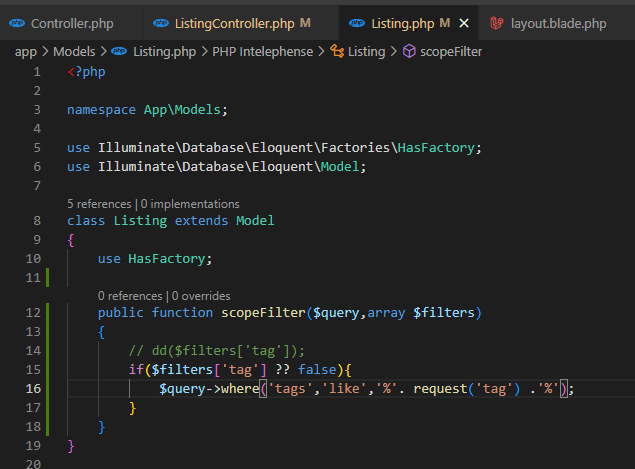 Controller.php ListingController.php M Listing.php M × layout.blade.php
app > Models > Listing.php > PHP Intelephense > Listing > scopeFilter
1 <?php
2
3 namespace App\Models;
4
5 use Illuminate\Database\Eloquent\Factories\HasFactory;
6 use Illuminate\Database\Eloquent\Model;
7
5 references | 0 implementations
8 class Listing extends Model
9 {
10 use HasFactory;
11
0 references | 0 overrides
12 public function scopeFilter($query,array $filters)
13 {
14 // dd($filters['tag']);
15 if($filters['tag'] ?? false){
16 $query->where('tags','like','%'. request('tag') .'%');
17 }
18 }
19 }
20